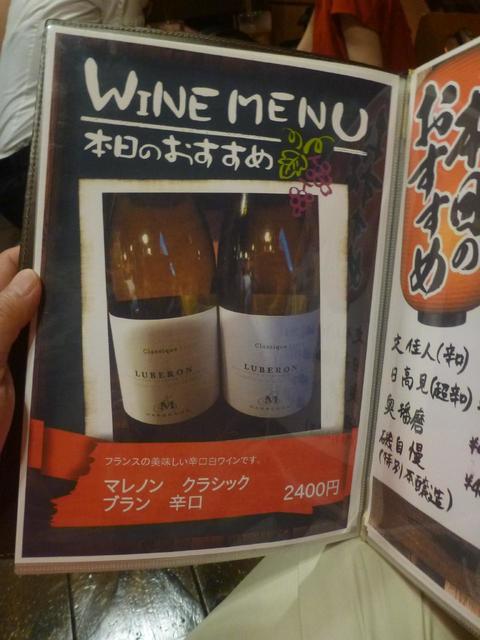 WINE MENU
本日のおすすめ
Classique
LUBERON
M
MARRENON
Classique
LUBERON
M
MARRENON
フランスの美味しい辛口白ワインです。
マレノン クラシック
ブラン 辛口
2400円
本日の
おすすめ
文佳人(辛口)
日高見(超辛口)
奥播磨
磯自慢
(特別本醸造)